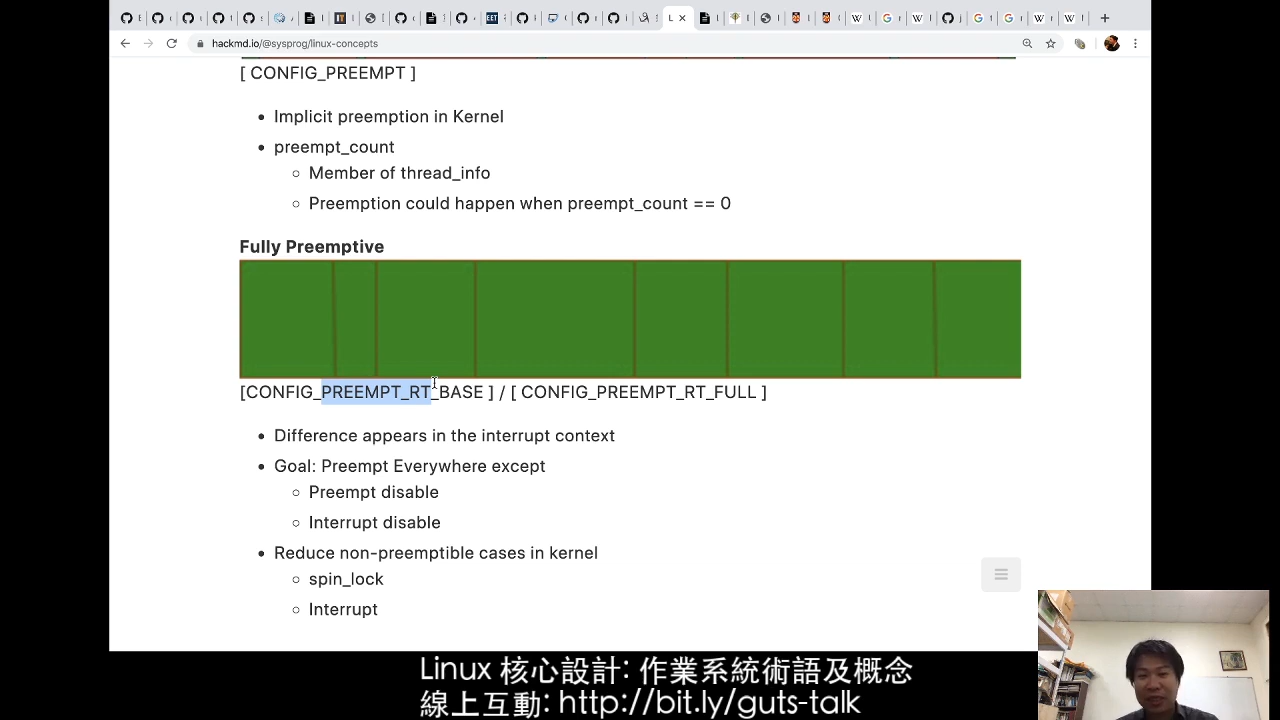 hackmd.io/@sysprog/linux-concepts
[ CONFIG_PREEMPT ]
• Implicit preemption in Kernel
• preempt_count
◦ Member of thread_info
◦ Preemption could happen when preempt_count == 0
Fully Preemptive
[CONFIG_PREEMPT_RT_BASE ] / [ CONFIG_PREEMPT_RT_FULL ]
• Difference appears in the interrupt context
• Goal: Preempt Everywhere except
◦ Preempt disable
◦ Interrupt disable
• Reduce non-preemptible cases in kernel
◦ spin_lock
◦ Interrupt
Linux 核心設計: 作業系統術語及概念
線上互動: http://bit.ly/guts-talk